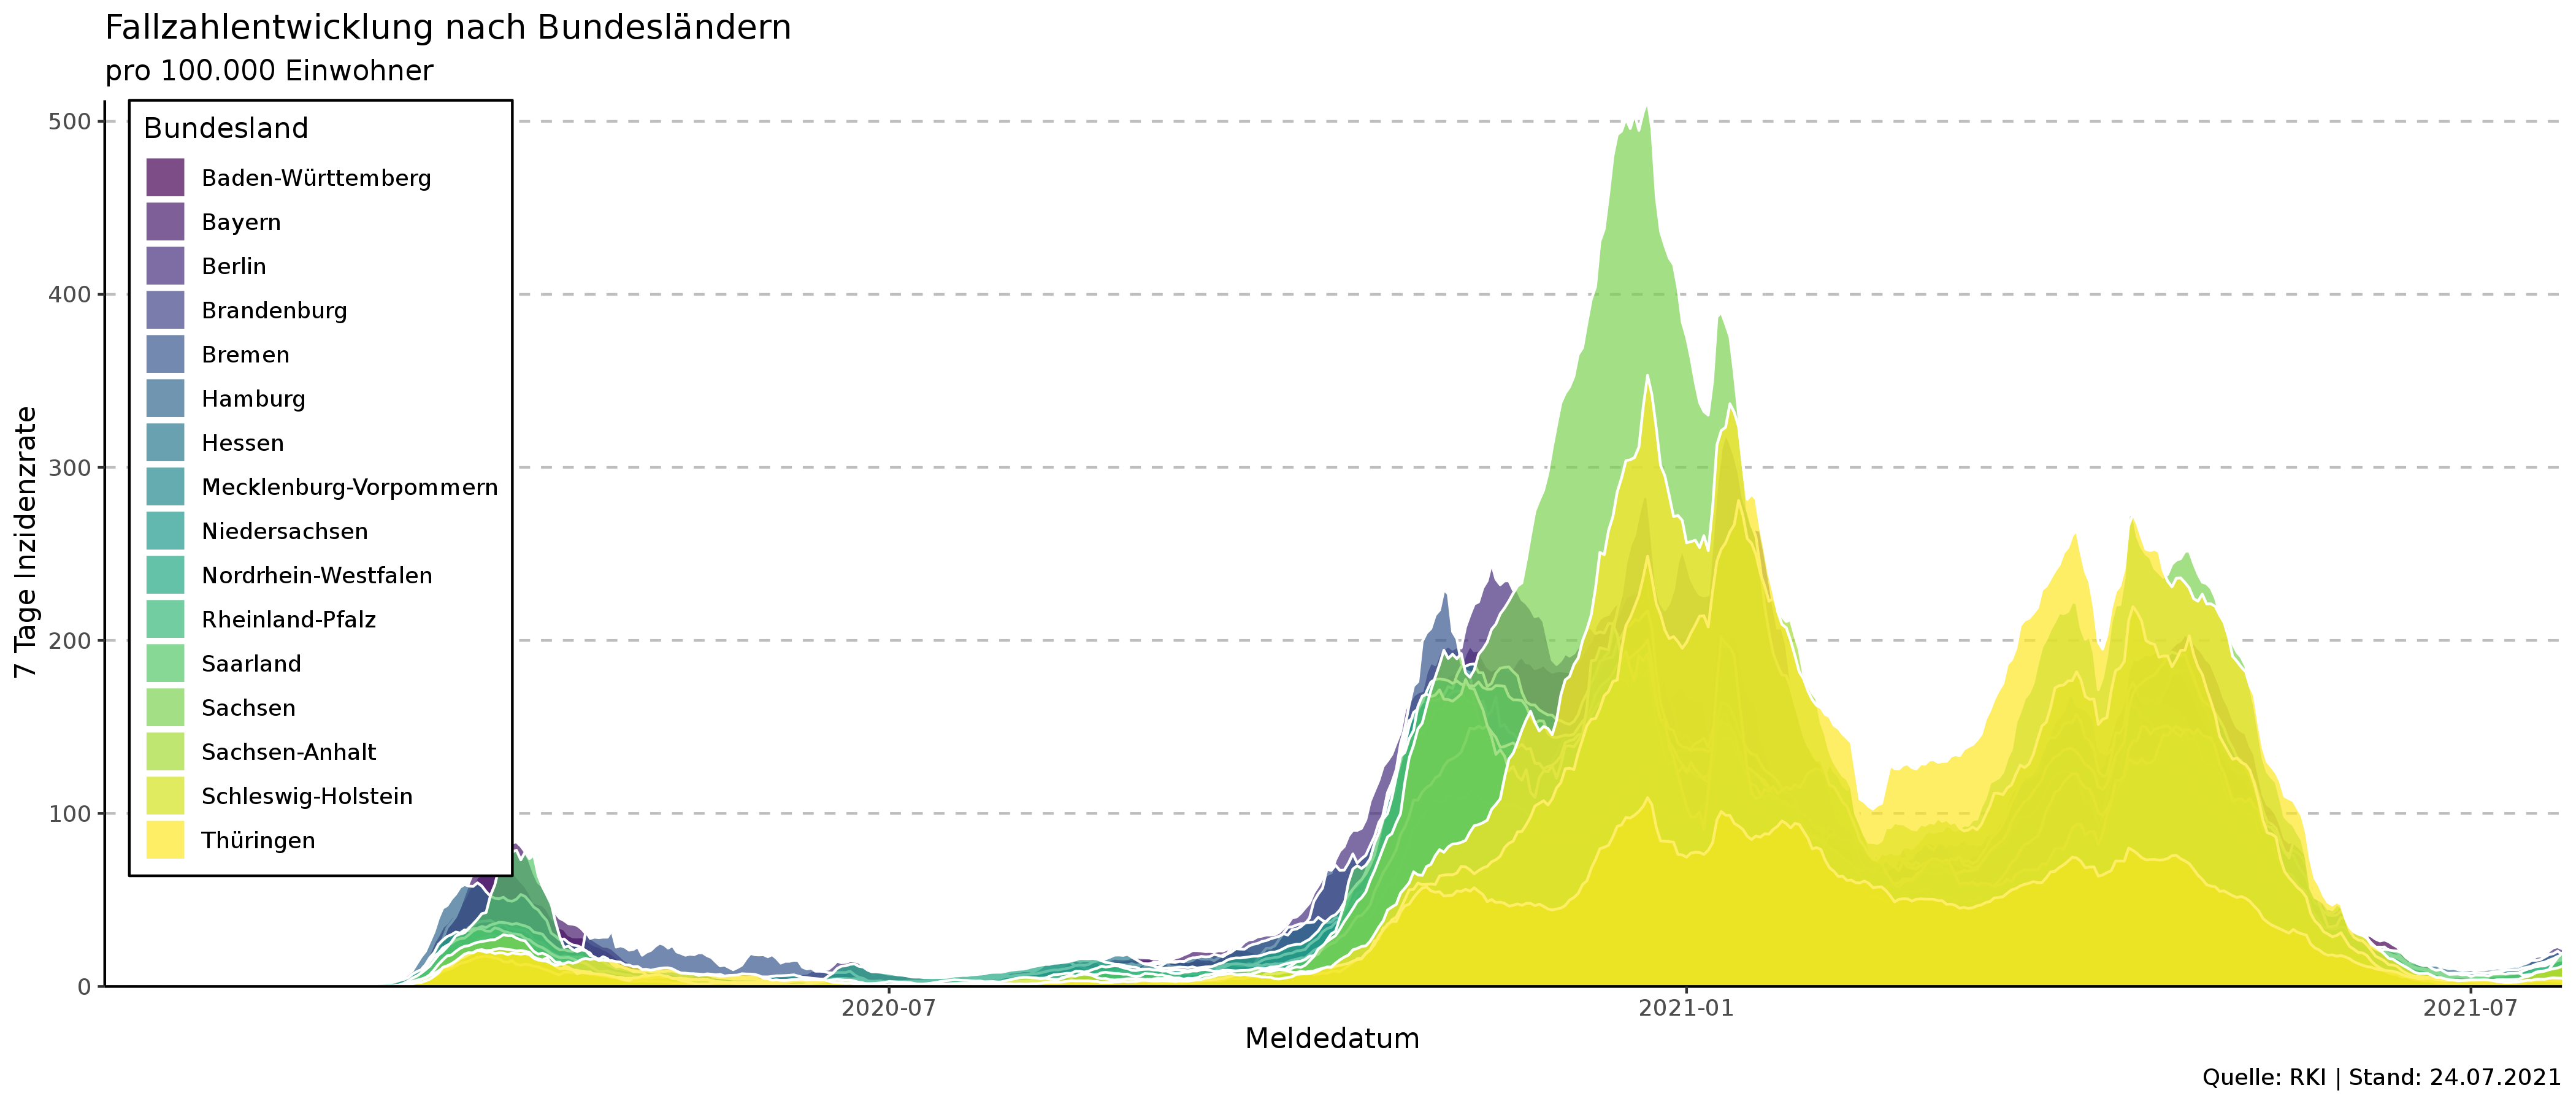 Fallzahlentwicklung nach Bundesländern
pro 100.000 Einwohner
Bundesland
Baden-Württemberg
Bayern
Berlin
Brandenburg
Bremen
Hamburg
Hessen
Mecklenburg-Vorpommern
Niedersachsen
Nordrhein-Westfalen
Rheinland-Pfalz
Saarland
Sachsen
Sachsen-Anhalt
Schleswig-Holstein
Thüringen
7 Tage Inzidenzrate
500
400
300
200
100
0
2020-07
2021-01
2021-07
Meldedatum
Quelle: RKI | Stand: 24.07.2021